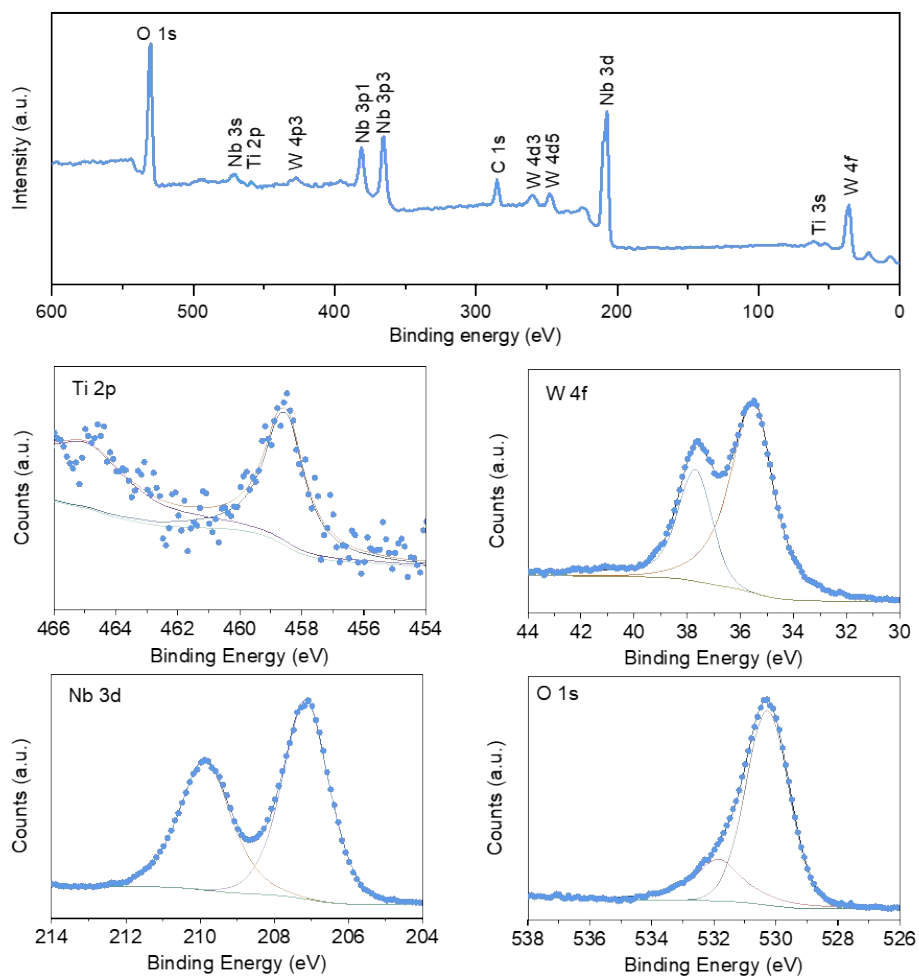 O 1s
Nb 3s
Ti 2p
W 4p3
Nb 3p1
Nb 3p3
C 1s
W 4d3
W 4d5
Nb 3d
Ti 3s
W 4f
Intensity (a.u.)
600 500 400 300 200 100 0
Binding energy (eV)
Ti 2p
Counts (a.u.)
466 464 462 460 458 456 454
Binding Energy (eV)
W 4f
Counts (a.u.)
44 42 40 38 36 34 32 30
Binding Energy (eV)
Nb 3d
Counts (a.u.)
214 212 210 208 206 204
Binding Energy (eV)
O 1s
Counts (a.u.)
538 536 534 532 530 528 526
Binding Energy (eV)